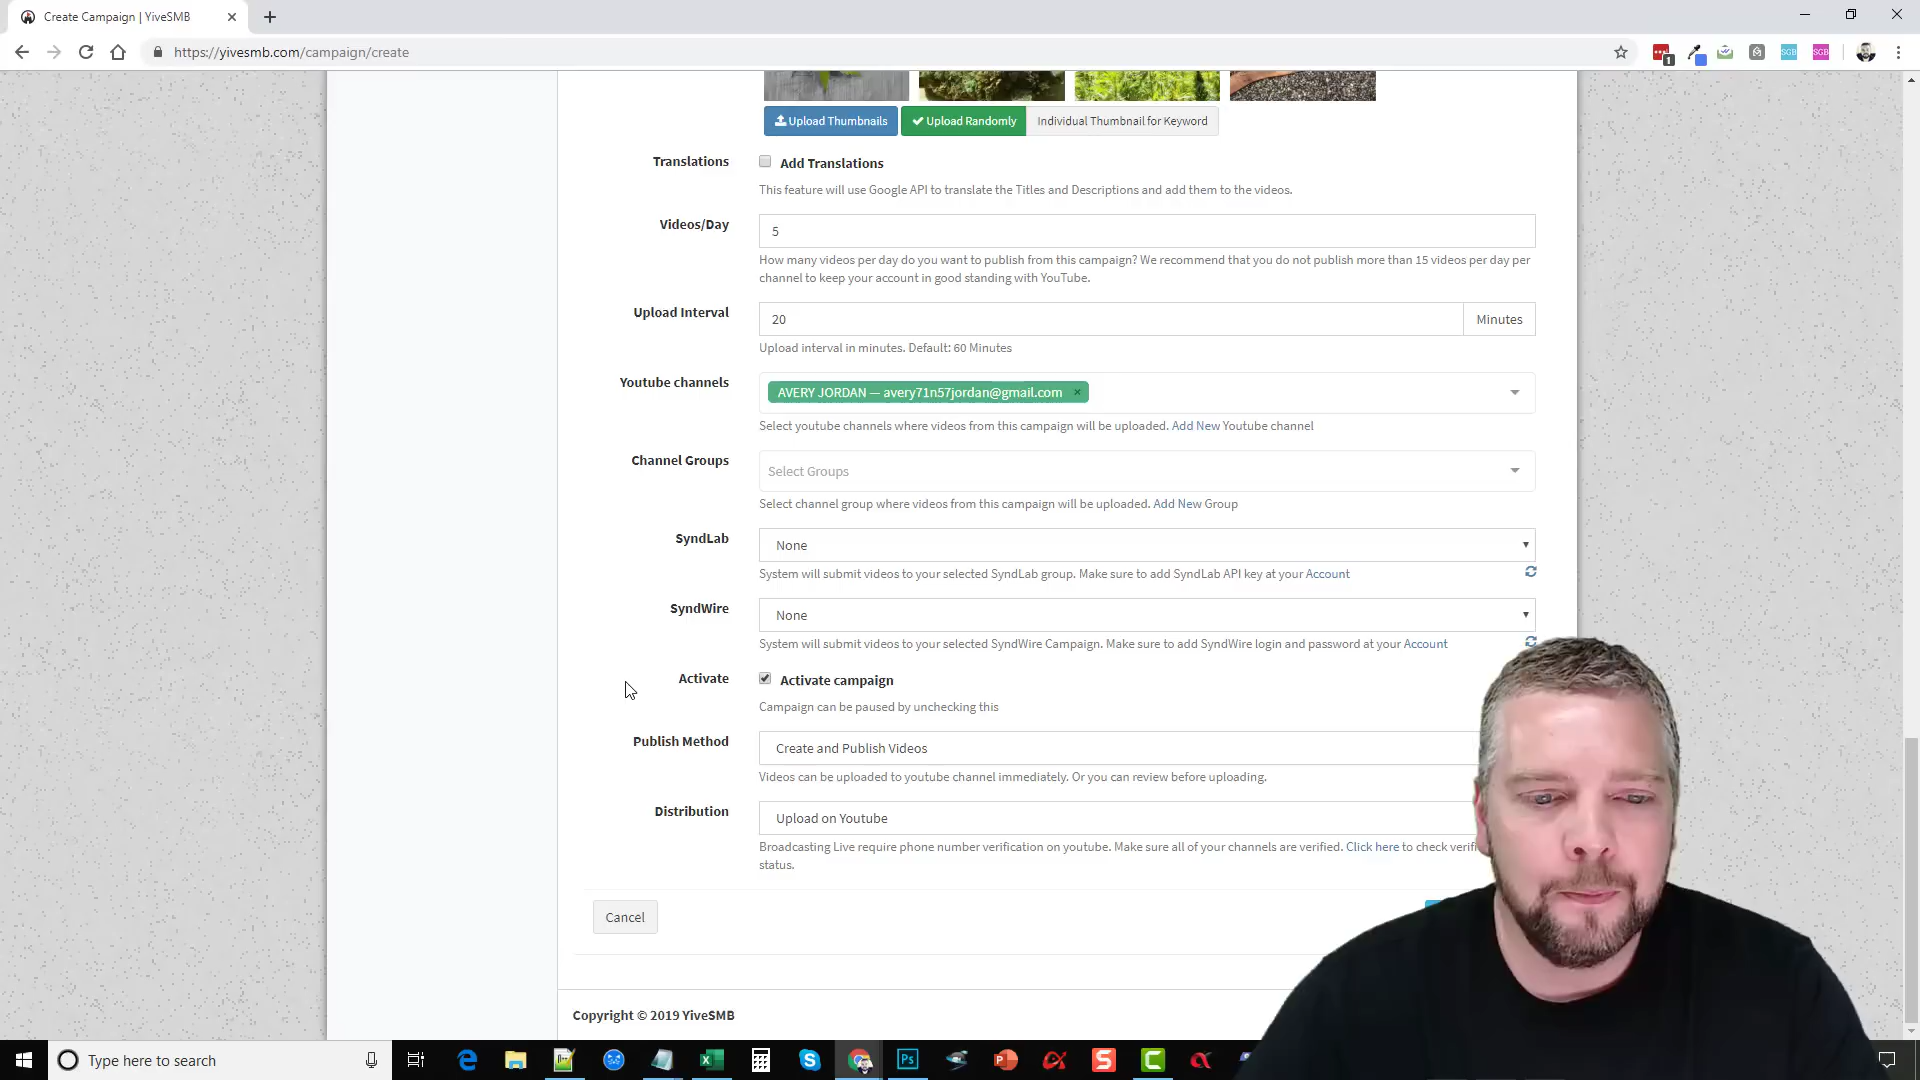 Create Campaign | YiveSMB
https://yivesmb.com/campaign/create
1
SGB
SGB
Upload Thumbnails
Upload Randomly
Individual Thumbnail for Keyword
Translations
Add Translations
This feature will use Google API to translate the Titles and Descriptions and add them to the videos.
Videos/Day
5
How many videos per day do you want to publish from this campaign? We recommend that you do not publish more than 15 videos per day per
channel to keep your account in good standing with YouTube.
Upload Interval
20
Minutes
Upload interval in minutes. Default: 60 Minutes
Youtube channels
AVERY JORDAN — avery71n57jordan@gmail.com ×
Select youtube channels where videos from this campaign will be uploaded. Add New Youtube channel
Channel Groups
Select Groups
Select channel group where videos from this campaign will be uploaded. Add New Group
SyndLab
None
System will submit videos to your selected SyndLab group. Make sure to add SyndLab API key at your Account
SyndWire
None
System will submit videos to your selected SyndWire Campaign. Make sure to add SyndWire login and password at your Account
Activate
Activate campaign
Campaign can be paused by unchecking this
Publish Method
Create and Publish Videos
Videos can be uploaded to youtube channel immediately. Or you can review before uploading.
Distribution
Upload on Youtube
Broadcasting Live require phone number verification on youtube. Make sure all of your channels are verified. Click here to check
status.
Cancel
Copyright © 2019 YiveSMB
Type here to search
Ps